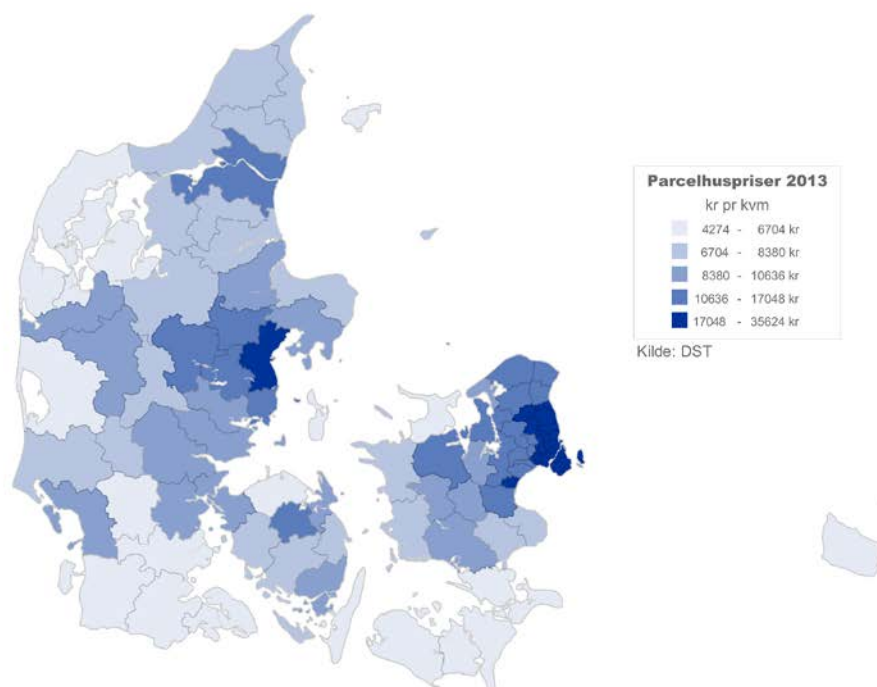 Parcelhuspriser 2013
kr pr kvm
4274 - 6704 kr
6704 - 8380 kr
8380 - 10636 kr
10636 - 17048 kr
17048 - 35624 kr
Kilde: DST